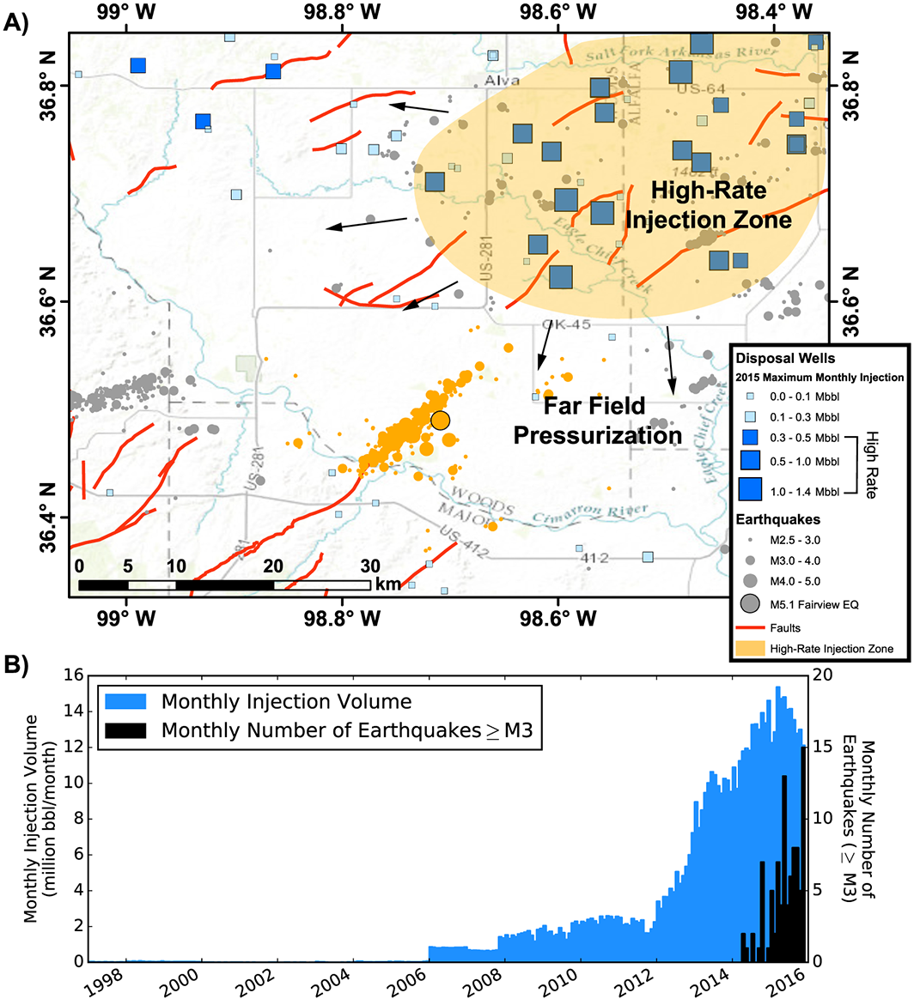 A)
99° W
98.8° W
98.6° W
98.4° W
36.8° N
36.8° N
Salt Fork Arkansas River
Alva
US-64
ALFALFA
1402 ft
High-Rate
Injection Zone
US-281
Eagle Chief Creek
36.6° N
36.6° N
OK-45
Far Field
Pressurization
US-281
Eagle Chief Creek
WOODS
MAJOR
Cimarron River
36.4° N
US-412
412
281
0 5 10 20 30
km
99° W
98.8° W
98.6° W
Disposal Wells
2015 Maximum Monthly Injection
0.0 - 0.1 Mbbl
0.1 - 0.3 Mbbl
0.3 - 0.5 Mbbl
0.5 - 1.0 Mbbl
1.0 - 1.4 Mbbl
High Rate
Earthquakes
M2.5 - 3.0
M3.0 - 4.0
M4.0 - 5.0
M5.1 Fairview EQ
Faults
High-Rate Injection Zone
B)
Monthly Injection Volume
Monthly Number of Earthquakes ≥ M3
Monthly Injection Volume
(million bbl/month)
16
14
12
10
8
6
4
2
0
20
15
10
5
0
Monthly Number of
Earthquakes (≥ M3)
1998 2000 2002 2004 2006 2008 2010 2012 2014 2016